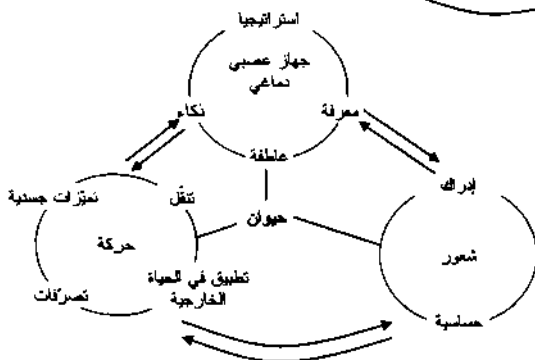 استراتيجيا
جهاز عصبي
دماغي
معرفة
ذكاء
عاطفة
إدراك
تنقّل
تميّزات جسدية
حيوان
حركة
شعور
تطبيق في الحياة
الخارجية
تصرّفات
حساسية